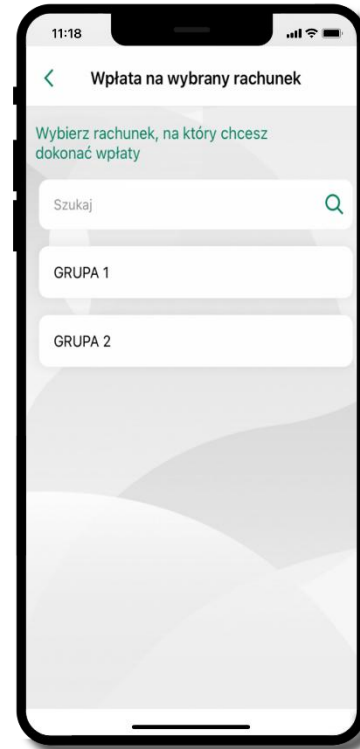 11:18
Wpłata na wybrany rachunek
Wybierz rachunek, na który chcesz
dokonać wpłaty
Szukaj
GRUPA 1
GRUPA 2